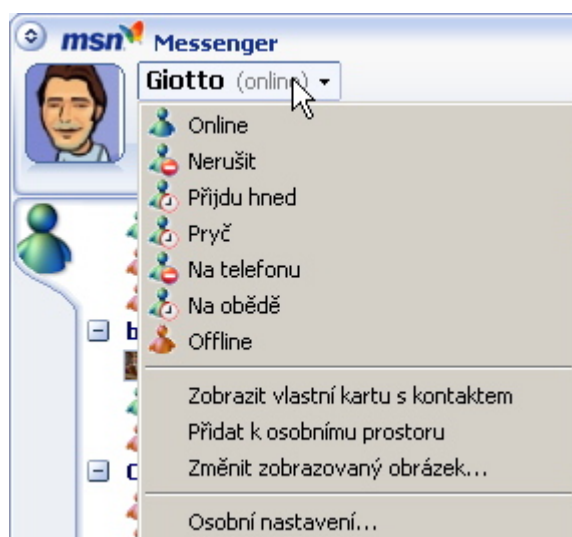 msn Messenger
Giotto (online)
Online
Nerušit
Přijdu hned
Pryč
Na telefonu
Na obědě
Offline
Zobrazit vlastní kartu s kontaktem
Přidat k osobnímu prostoru
Změnit zobrazovaný obrázek...
Osobní nastavení...